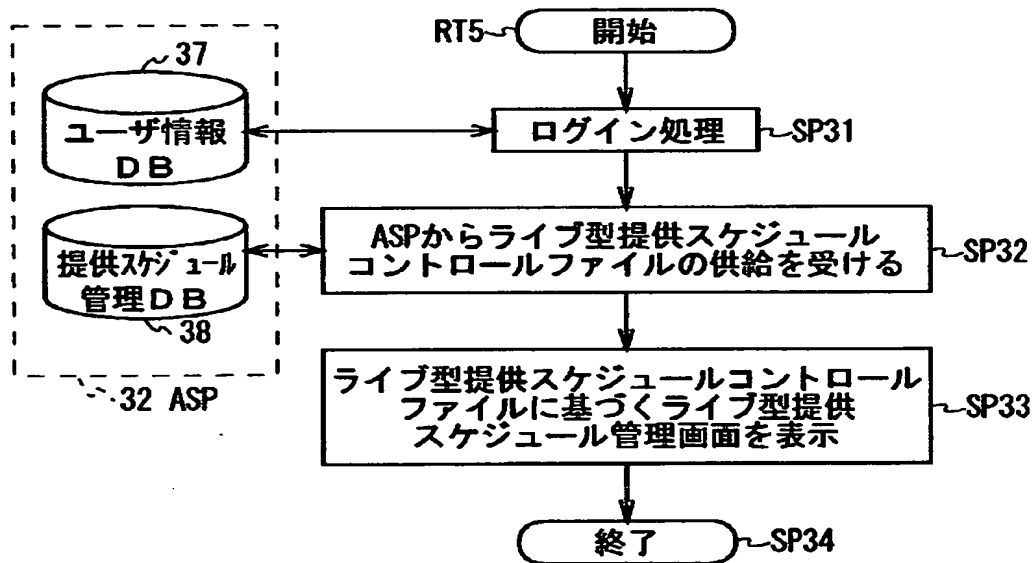 RT5
開始
37
ユーザ情報
DB
ログイン処理
SP31
提供スケジュール
管理DB
38
ASPからライブ型提供スケジュール
コントロールファイルの供給を受ける
SP32
32 ASP
ライブ型提供スケジュールコントロール
ファイルに基づくライブ型提供
スケジュール管理画面を表示
SP33
終了
SP34